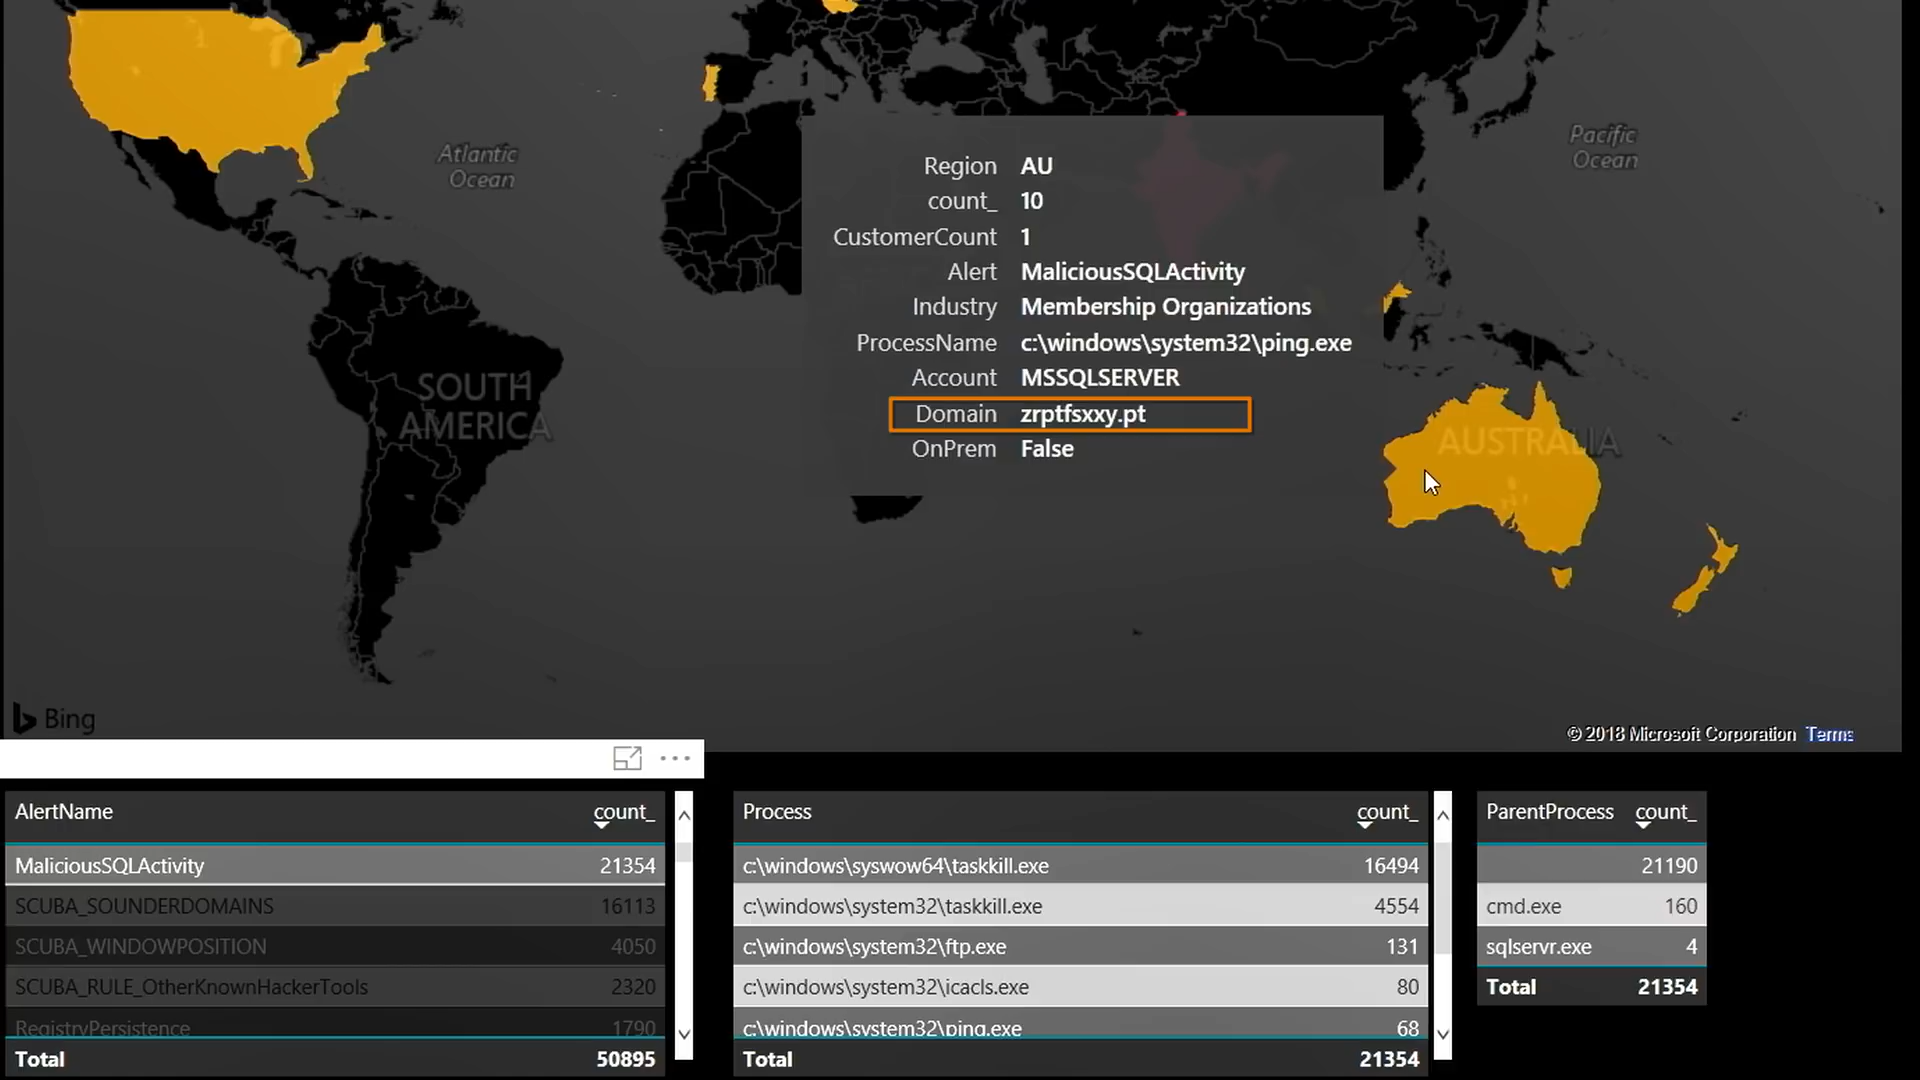 Atlantic
Ocean
Pacific
Ocean
Region AU
count_ 10
CustomerCount 1
Alert MaliciousSQLActivity
Industry Membership Organizations
ProcessName c:\windows\system32\ping.exe
Account MSSQLSERVER
Domain zrptfsxxy.pt
OnPrem False
SOUTH
AMERICA
AUSTRALIA
Bing
© 2018 Microsoft Corporation Terms
AlertName count_
MaliciousSQLActivity 21354
SCUBA_SOUNDERDOMAINS 16113
SCUBA_WINDOWPOSITION 4050
SCUBA_RULE_OtherKnownHackerTools 2320
RegistryPersistence 1790
Total 50895
Process count_
c:\windows\syswow64\taskkill.exe 16494
c:\windows\system32\taskkill.exe 4554
c:\windows\system32\ftp.exe 131
c:\windows\system32\icacls.exe 80
c:\windows\system32\ping.exe 68
Total 21354
ParentProcess count_
21190
cmd.exe 160
sqlservr.exe 4
Total 21354